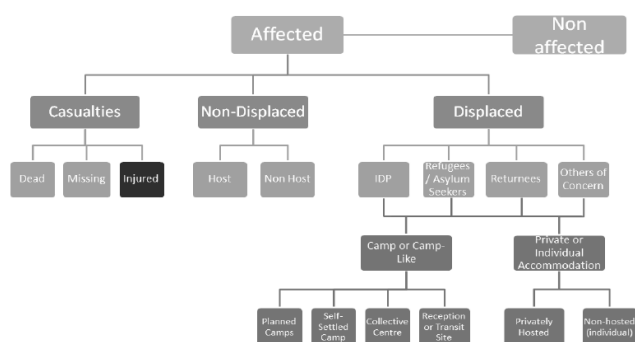 Affected
Non
affected
Casualties
Non-Displaced
Displaced
Dead
Missing
Injured
Host
Non Host
IDP
Refugees
/ Asylum
Seekers
Returnees
Others of
Concern
Camp or Camp-
Like
Private or
Individual
Accommodation
Planned
Camps
Self-
Settled
Camp
Collective
Centre
Reception
or Transit
Site
Privately
Hosted
Non-hosted
(individual)